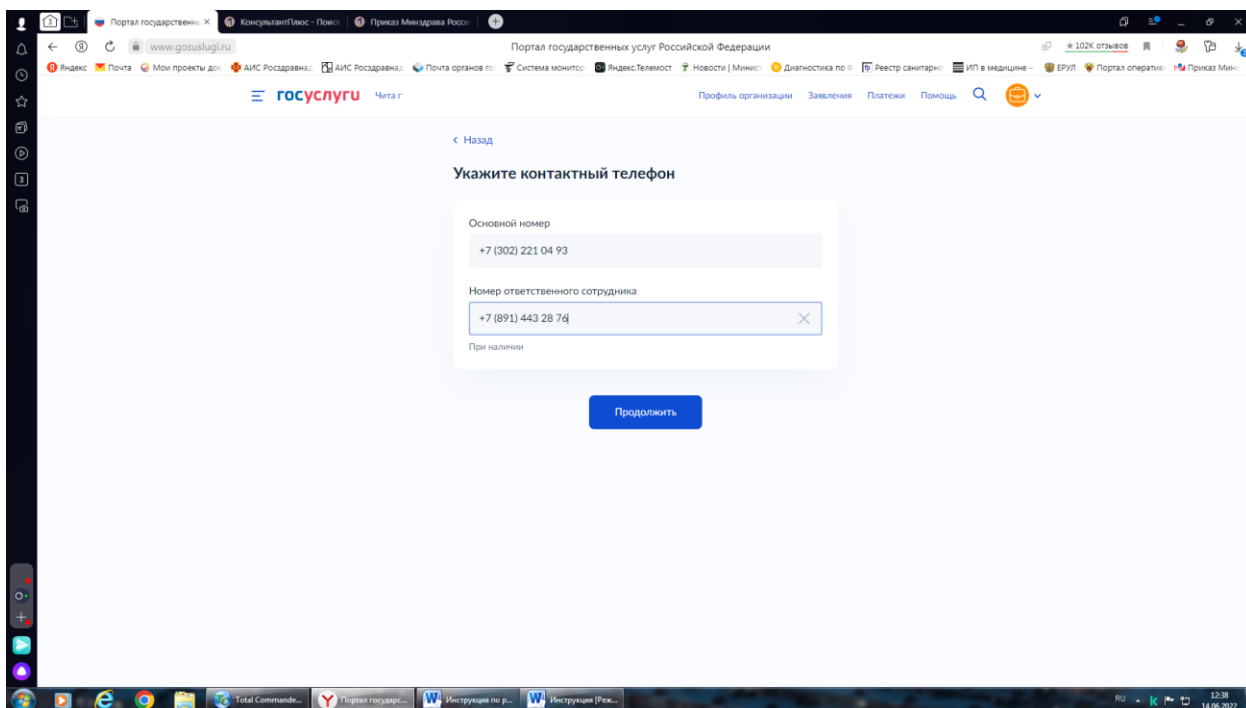 Портал государственнь
КонсультантПлюс - Поиск
Приказ Минздрава Росси
www.gosuslugi.ru
Портал государственных услуг Российской Федерации
★ 102К отзывов
Яндекс Почта Мои проекты док АИС Росздравнад АИС Росздравнад Почта органов го Система монитор Яндекс.Телемост Новости | Минист Диагностика по Реестр санитарно ИП в медицине – ЕРУЛ Портал оператив Приказ Мин
госуслуги Чита г Профиль организации Заявления Платежи Помощь
Назад
Укажите контактный телефон
Основной номер
+7 (302) 221 04 93
Номер ответственного сотрудника
+7 (891) 443 28 76
При наличии
Продолжить
Total Commande... Портал государс... Инструкция по р... Инструкция [Реж... RU 12:38
14.06.2022